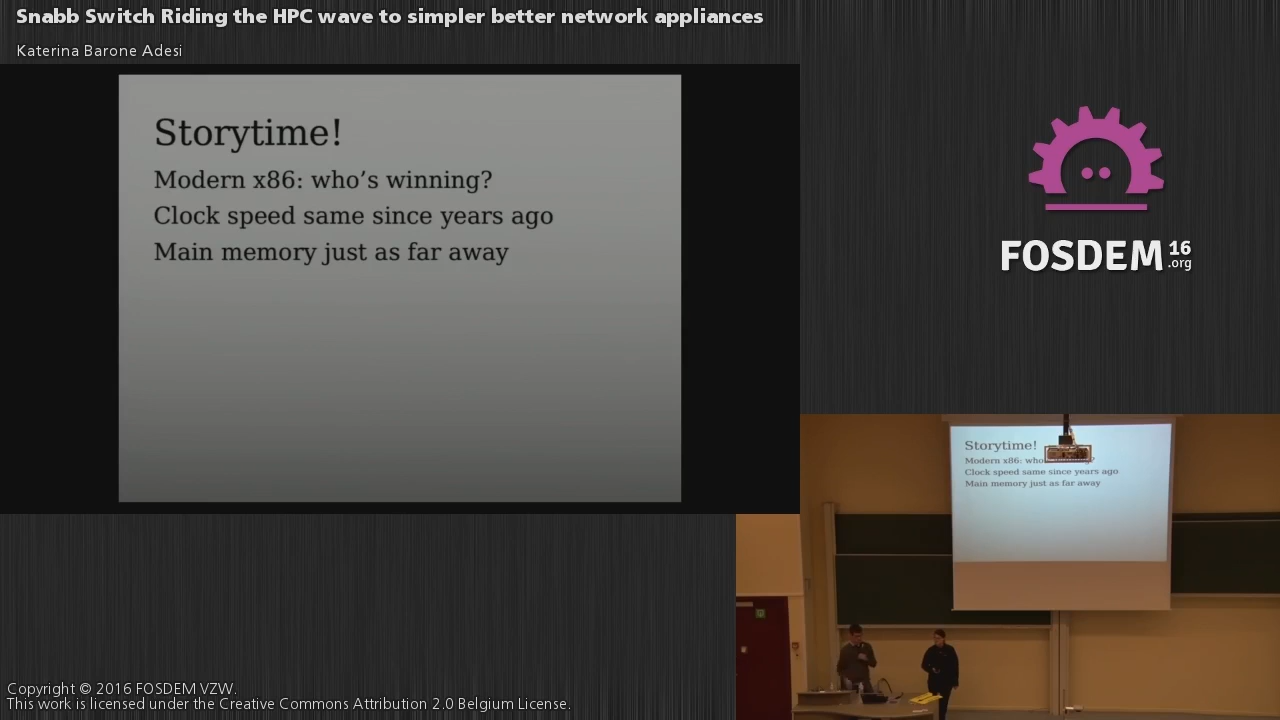 Snabb Switch Riding the HPC wave to simpler better network appliances
Katerina Barone Adesi
Storytime!
Modern x86: who's winning?
Clock speed same since years ago
Main memory just as far away
FOSDEM 16
.org
Storytime!
Modern x86: who
Clock speed same since years ago
Main memory just as far away
Copyright © 2016 FOSDEM VZW.
This work is licensed under the Creative Commons Attribution 2.0 Belgium License.